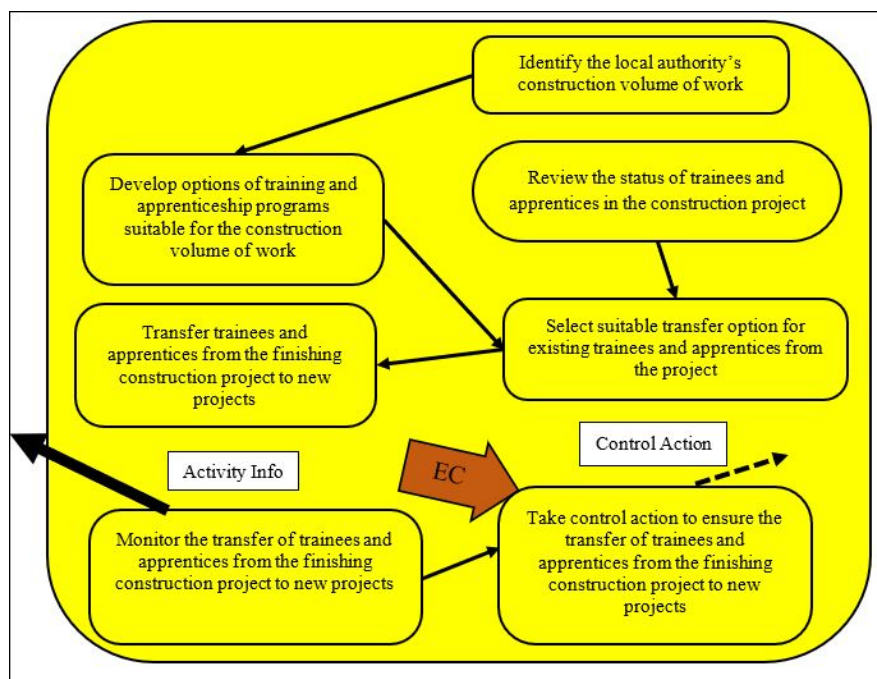 Identify the local authority’s
construction volume of work
Develop options of training and
apprenticeship programs
suitable for the construction
volume of work
Review the status of trainees and
apprentices in the construction project
Transfer trainees and
apprentices from the finishing
construction project to new
projects
Select suitable transfer option for
existing trainees and apprentices from
the project
Activity Info
EC
Control Action
Monitor the transfer of trainees and
apprentices from the finishing
construction project to new projects
Take control action to ensure the
transfer of trainees and
apprentices from the finishing
construction project to new
projects